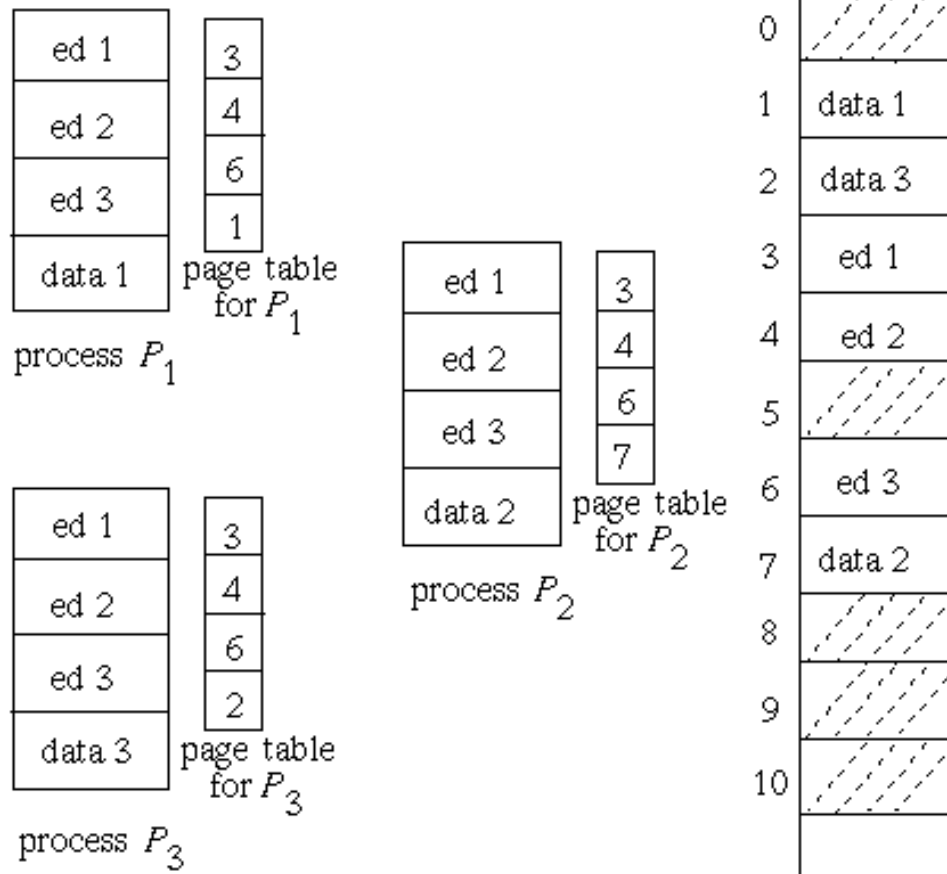 ed 1
ed 2
ed 3
data 1
process P1
3
4
6
1
page table
for P1
ed 1
ed 2
ed 3
data 2
process P2
3
4
6
7
page table
for P2
ed 1
ed 2
ed 3
data 3
process P3
3
4
6
2
page table
for P3
0
1 data 1
2 data 3
3 ed 1
4 ed 2
5
6 ed 3
7 data 2
8
9
10